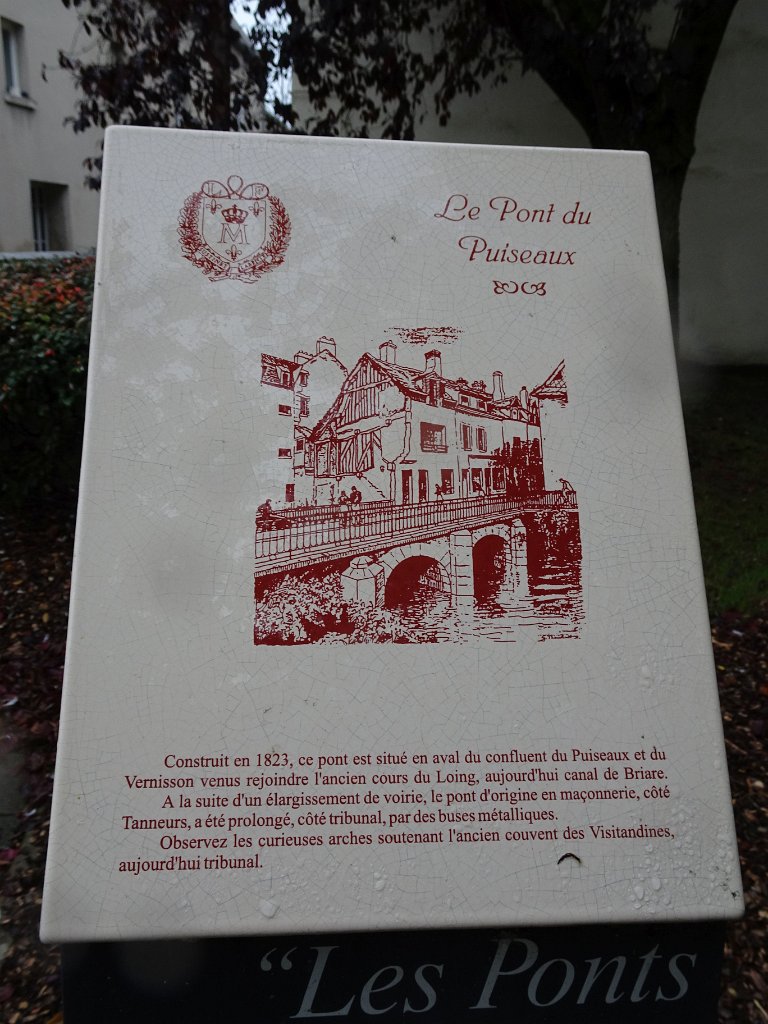 L F
M
Le Pont du
Puiseaux
Construit en 1823, ce pont est situé en aval du confluent du Puiseaux et du
Vernisson venus rejoindre l'ancien cours du Loing, aujourd'hui canal de Briare.
A la suite d'un élargissement de voirie, le pont d'origine en maçonnerie, côté
Tanneurs, a été prolongé, côté tribunal, par des buses métalliques.
Observez les curieuses arches soutenant l'ancien couvent des Visitandines,
aujourd'hui tribunal.
"Les Ponts